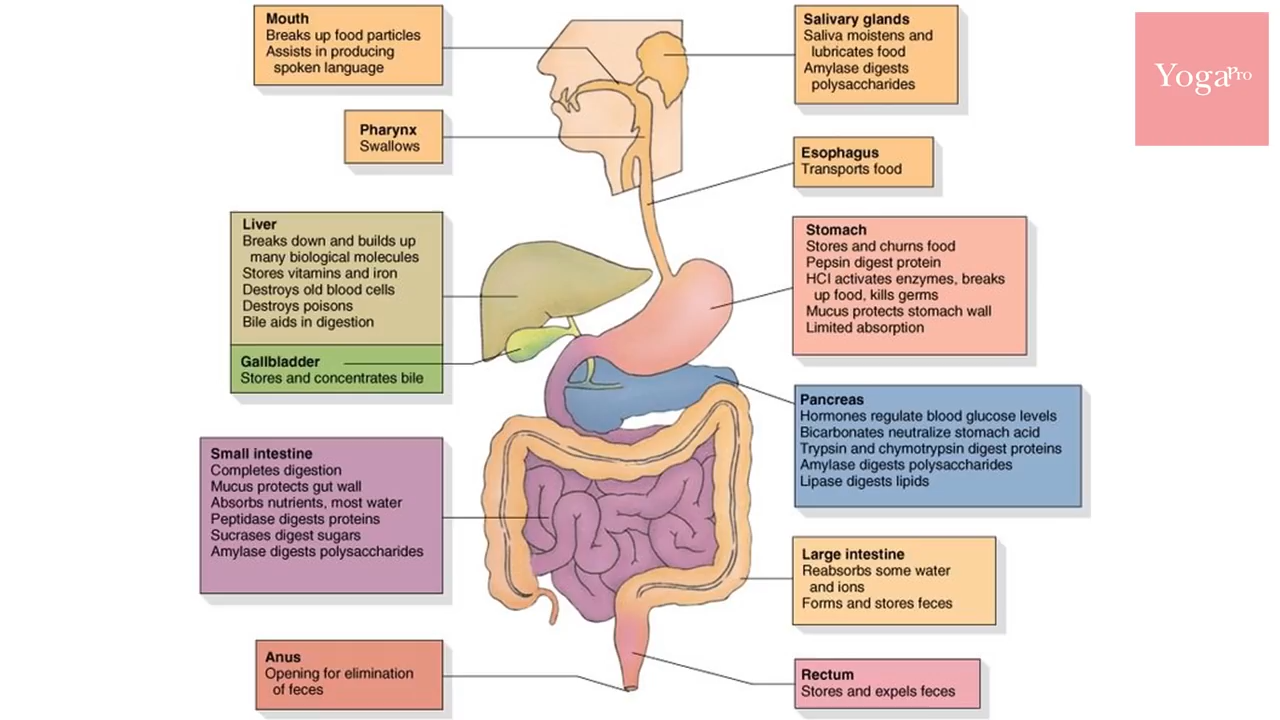 Mouth
Breaks up food particles
Assists in producing
spoken language
Salivary glands
Saliva moistens and
lubricates food
Amylase digests
polysaccharides
YogaPro
Pharynx
Swallows
Esophagus
Transports food
Liver
Breaks down and builds up
many biological molecules
Stores vitamins and iron
Destroys old blood cells
Destroys poisons
Bile aids in digestion
Gallbladder
Stores and concentrates bile
Stomach
Stores and churns food
Pepsin digest protein
HCl activates enzymes, breaks
up food, kills germs
Mucus protects stomach wall
Limited absorption
Pancreas
Hormones regulate blood glucose levels
Bicarbonates neutralize stomach acid
Trypsin and chymotrypsin digest proteins
Amylase digests polysaccharides
Lipase digests lipids
Small intestine
Completes digestion
Mucus protects gut wall
Absorbs nutrients, most water
Peptidase digests proteins
Sucrases digest sugars
Amylase digests polysaccharides
Large intestine
Reabsorbs some water
and ions
Forms and stores feces
Anus
Opening for elimination
of feces
Rectum
Stores and expels feces